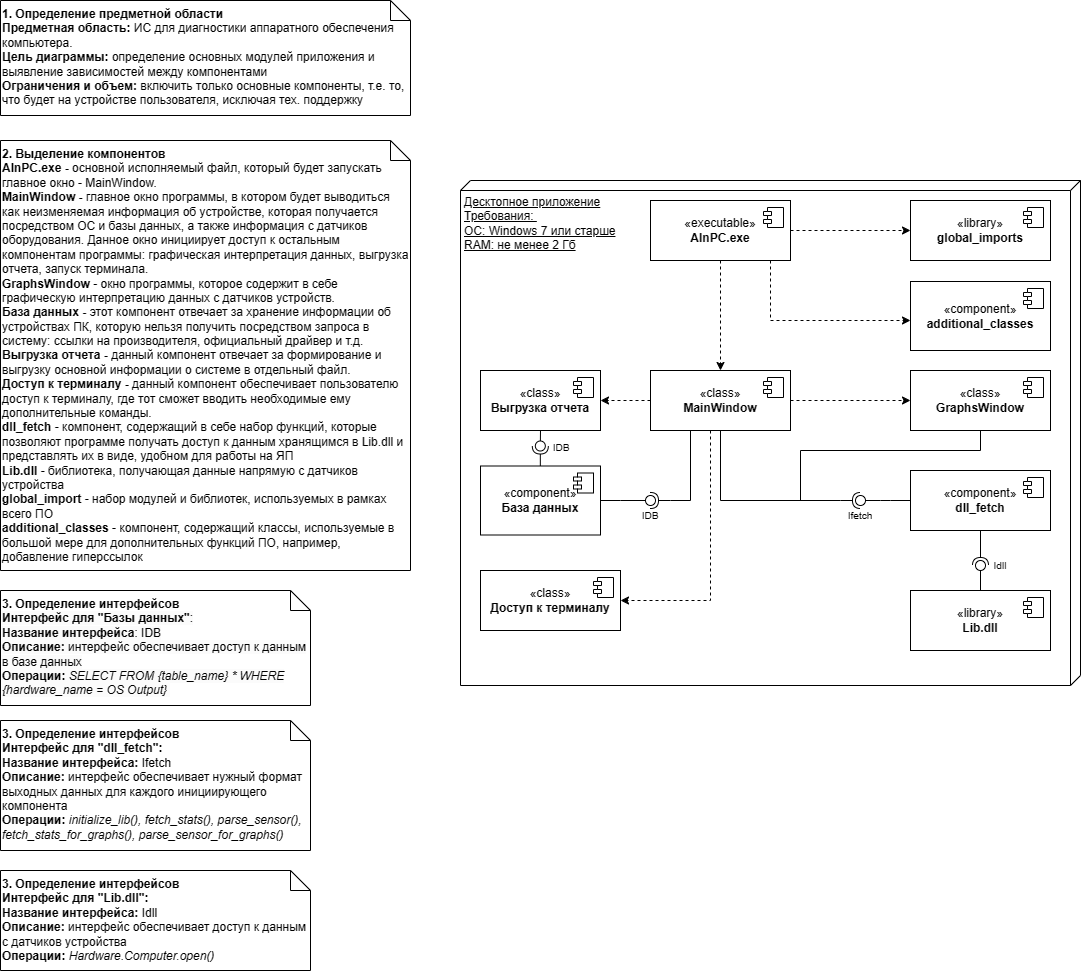 1. Определение предметной области
Предметная область: ИС для диагностики аппаратного обеспечения
компьютера.
Цель диаграммы: определение основных модулей приложения и
выявление зависимостей между компонентами
Ограничения и объем: включить только основные компоненты, т.е. то,
что будет на устройстве пользователя, исключая тех. поддержку
2. Выделение компонентов
AInPC.exe - основной исполняемый файл, который будет запускать
главное окно - MainWindow.
MainWindow - главное окно программы, в котором будет выводиться
как неизменяемая информация об устройстве, которая получается
посредством ОС и базы данных, а также информация с датчиков
оборудования. Данное окно инициирует доступ к остальным
компонентам программы: графическая интерпретация данных, выгрузка
отчета, запуск терминала.
GraphsWindow - окно программы, которое содержит в себе
графическую интерпретацию данных с датчиков устройств.
База данных - этот компонент отвечает за хранение информации об
устройствах ПК, которую нельзя получить посредством запроса в
систему: ссылки на производителя, официальный драйвер и т.д.
Выгрузка отчета - данный компонент отвечает за формирование и
выгрузку основной информации о системе в отдельный файл.
Доступ к терминалу - данный компонент обеспечивает пользователю
доступ к терминалу, где тот сможет вводить необходимые ему
дополнительные команды.
dll_fetch - компонент, содержащий в себе набор функций, которые
позволяют программе получать доступ к данным хранящимся в Lib.dll и
представлять их в виде, удобном для работы на ЯП
Lib.dll - библиотека, получающая данные напрямую с датчиков
устройства
global_import - набор модулей и библиотек, используемых в рамках
всего ПО
additional_classes - компонент, содержащий классы, используемые в
большой мере для дополнительных функций ПО, например,
добавление гиперссылок
3. Определение интерфейсов
Интерфейс для "Базы данных":
Название интерфейса: IDB
Описание: интерфейс обеспечивает доступ к данным
в базе данных
Операции: SELECT FROM {table_name} * WHERE
{hardware_name = OS Output}
3. Определение интерфейсов
Интерфейс для "dll_fetch":
Название интерфейса: Ifetch
Описание: интерфейс обеспечивает нужный формат
выходных данных для каждого инициирующего
компонента
Операции: initialize_lib(), fetch_stats(), parse_sensor(),
fetch_stats_for_graphs(), parse_sensor_for_graphs()
3. Определение интерфейсов
Интерфейс для "Lib.dll":
Название интерфейса: Idll
Описание: интерфейс обеспечивает доступ к данным
с датчиков устройства
Операции: Hardware.Computer.open()
Десктопное приложение
Требования:
ОС: Windows 7 или старше
RAM: не менее 2 Гб
«executable»
AInPC.exe
«library»
global_imports
«component»
additional_classes
«class»
Выгрузка отчета
«class»
MainWindow
«class»
GraphsWindow
IDB
«component»
База данных
IDB
Ifetch
«component»
dll_fetch
Idll
«class»
Доступ к терминалу
«library»
Lib.dll